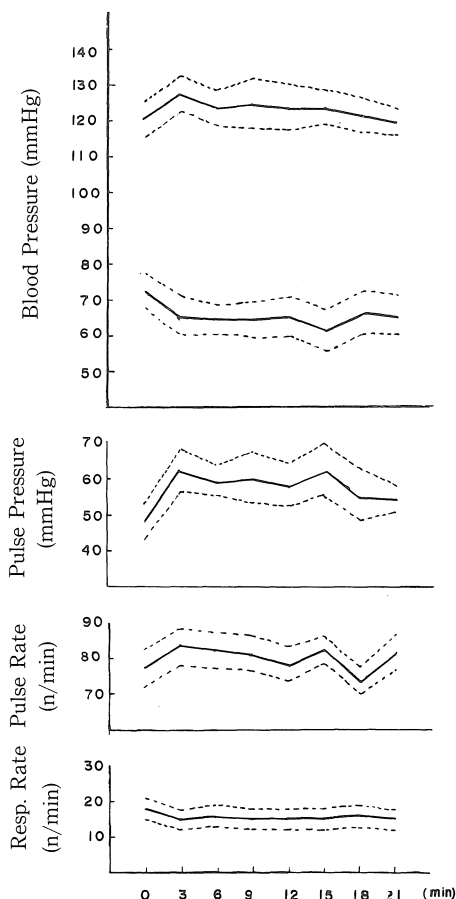 Blood Pressure (mmHg)
140
130
120
110
100
90
80
70
60
50
Pulse Pressure
(mmHg)
70
60
50
40
Pulse Rate
(n/min)
90
80
70
Resp. Rate
(n/min)
30
20
10
0 3 6 9 12 15 18 21 (min)